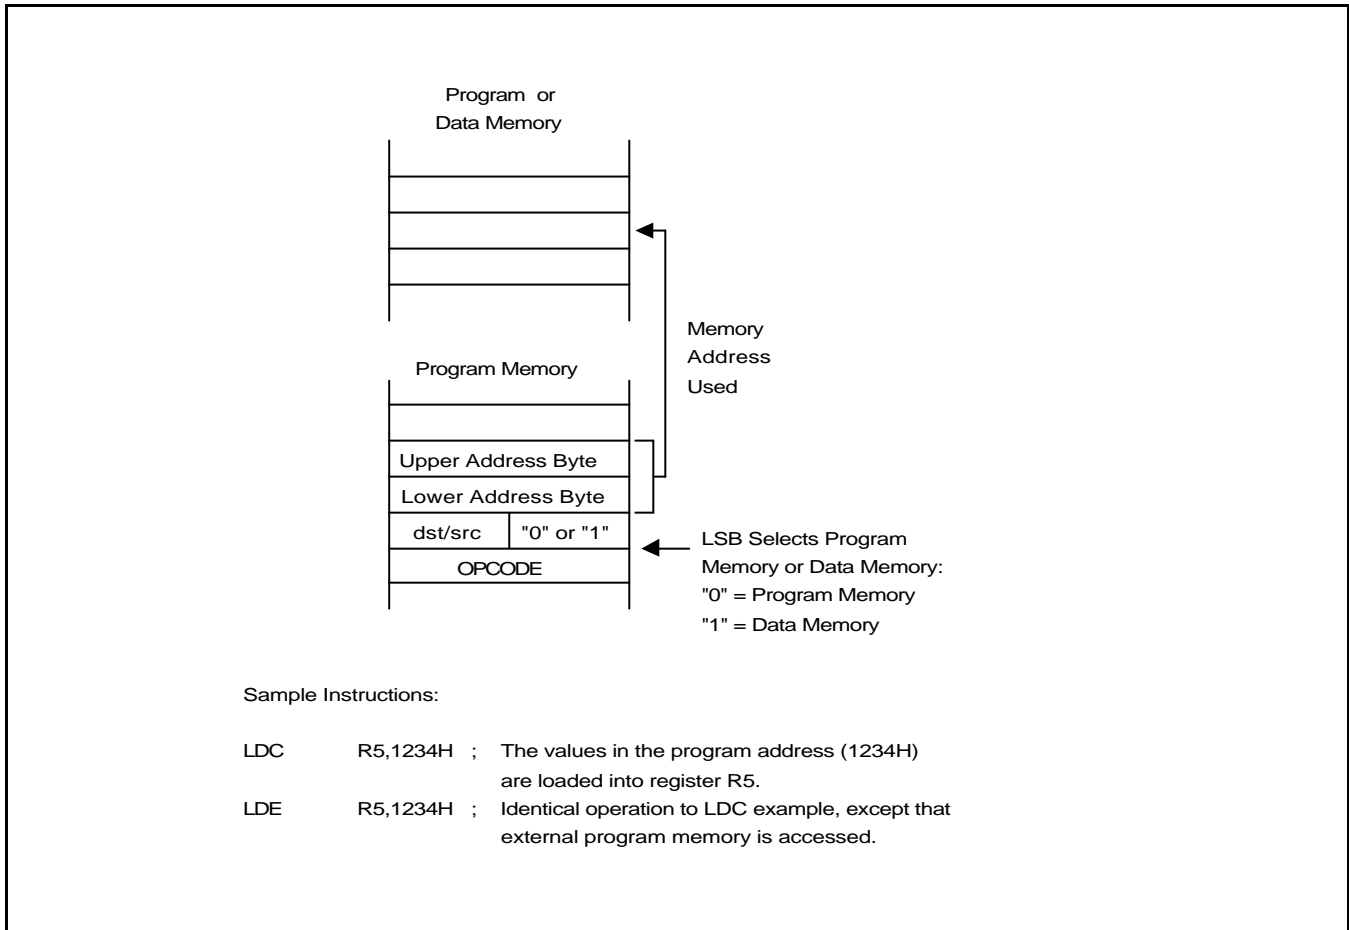 Program or
Data Memory
Memory
Address
Used
Program Memory
Upper Address Byte
Lower Address Byte
dst/src "0" or "1"
OPCODE
LSB Selects Program
Memory or Data Memory:
"0" = Program Memory
"1" = Data Memory
Sample Instructions:
LDC R5,1234H ; The values in the program address (1234H)
are loaded into register R5.
LDE R5,1234H ; Identical operation to LDC example, except that
external program memory is accessed.